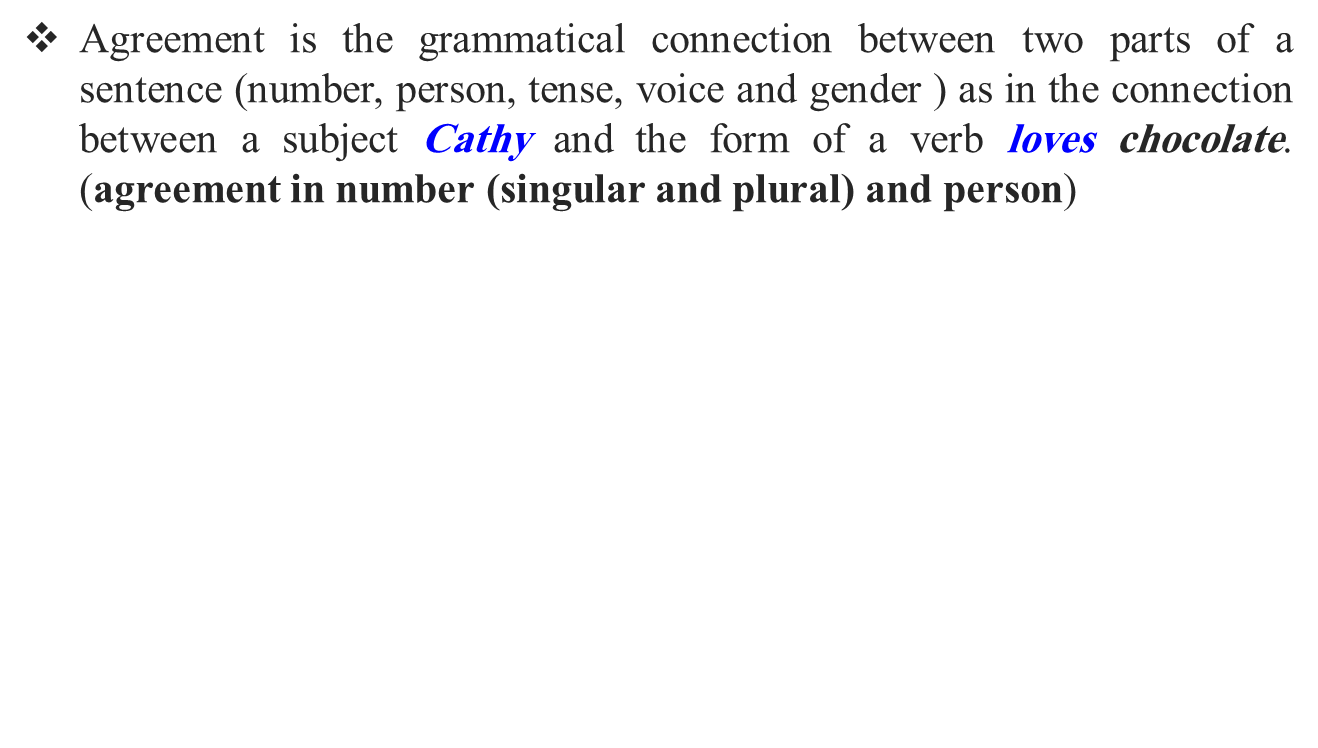 ❖ Agreement is the grammatical connection between two parts of a
sentence (number, person, tense, voice and gender ) as in the connection
between a subject Cathy and the form of a verb loves chocolate.
(agreement in number (singular and plural) and person)